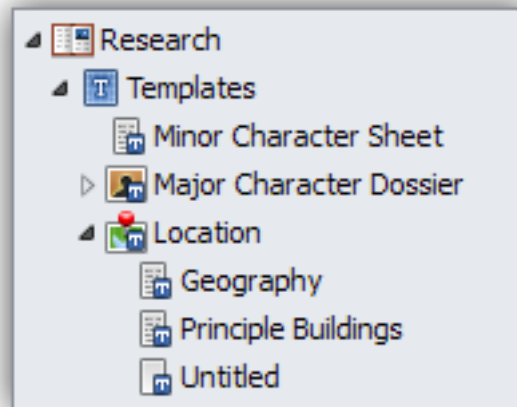 Research
Templates
Minor Character Sheet
Major Character Dossier
Location
Geography
Principle Buildings
Untitled